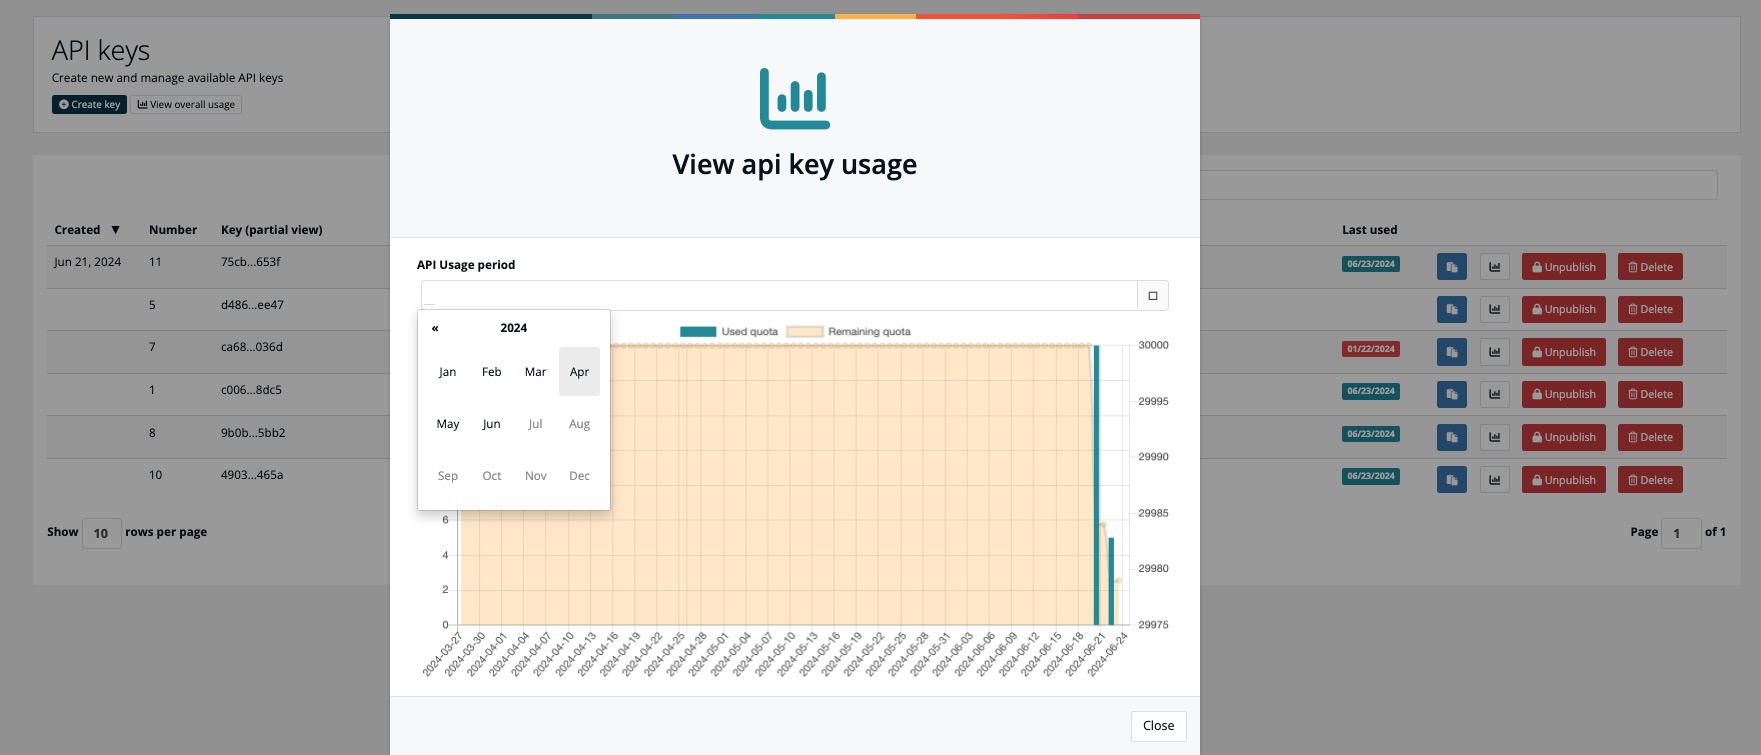 API keys
Create new and manage available API keys
Create key View overall usage
View api key usage
Created ▼ Number Key (partial view) Last used
Jun 21, 2024 11 75cb...653f 06/23/2024 Unpublish Delete
5 d486...ee47 Unpublish Delete
7 ca68...036d 01/22/2024 Unpublish Delete
1 c006...8dc5 06/23/2024 Unpublish Delete
8 9b0b...5bb2 06/23/2024 Unpublish Delete
10 4903...465a 06/23/2024 Unpublish Delete
Show 10 rows per page
Page 1 of 1
API Usage period
« 2024
Jan Feb Mar Apr
May Jun Jul Aug
Sep Oct Nov Dec
Used quota Remaining quota
30000
29995
29990
29985
29980
29975
6
4
2
0
2024-03-27
2024-03-30
2024-04-01
2024-04-04
2024-04-07
2024-04-10
2024-04-13
2024-04-16
2024-04-19
2024-04-22
2024-04-25
2024-04-28
2024-05-01
2024-05-04
2024-05-07
2024-05-10
2024-05-13
2024-05-16
2024-05-19
2024-05-22
2024-05-25
2024-05-28
2024-05-31
2024-06-03
2024-06-06
2024-06-09
2024-06-12
2024-06-15
2024-06-18
2024-06-21
2024-06-24
Close